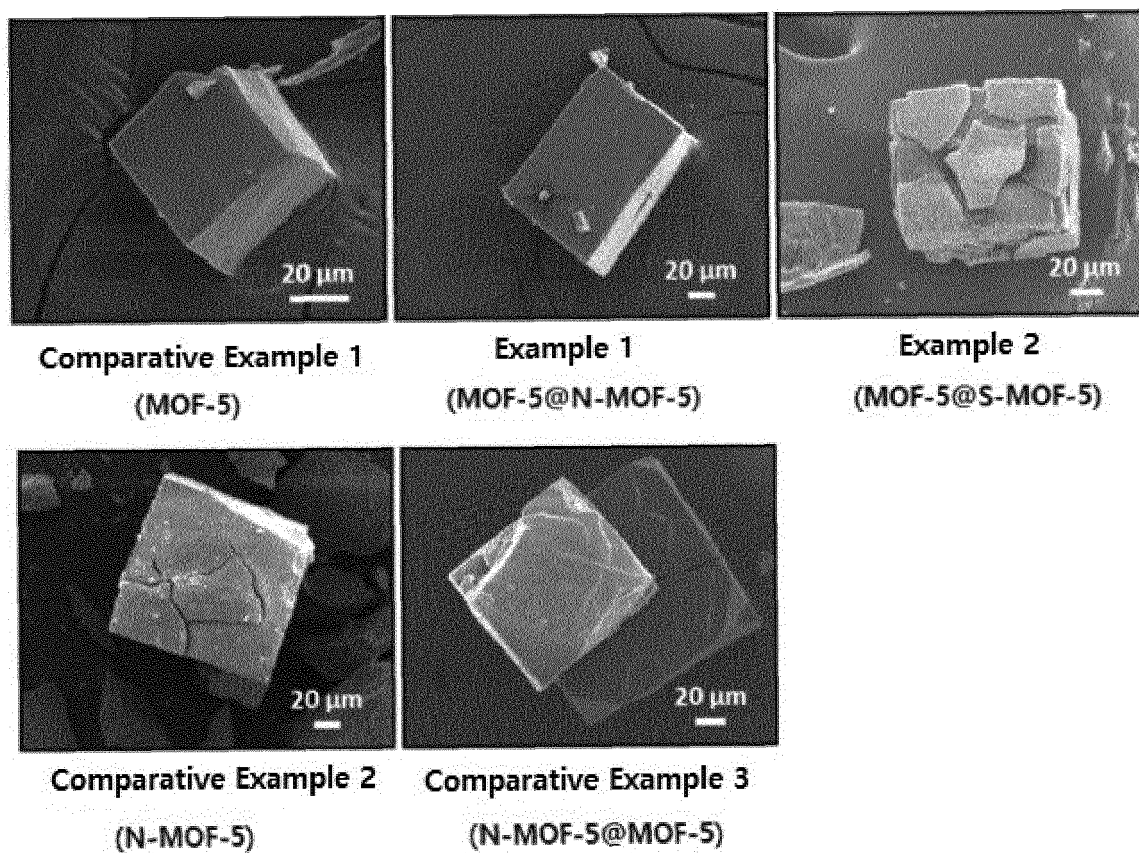 20 μm
20 μm
20 μm
Comparative Example 1
(MOF-5)
Example 1
(MOF-5@N-MOF-5)
Example 2
(MOF-5@S-MOF-5)
20 μm
20 μm
Comparative Example 2
(N-MOF-5)
Comparative Example 3
(N-MOF-5@MOF-5)